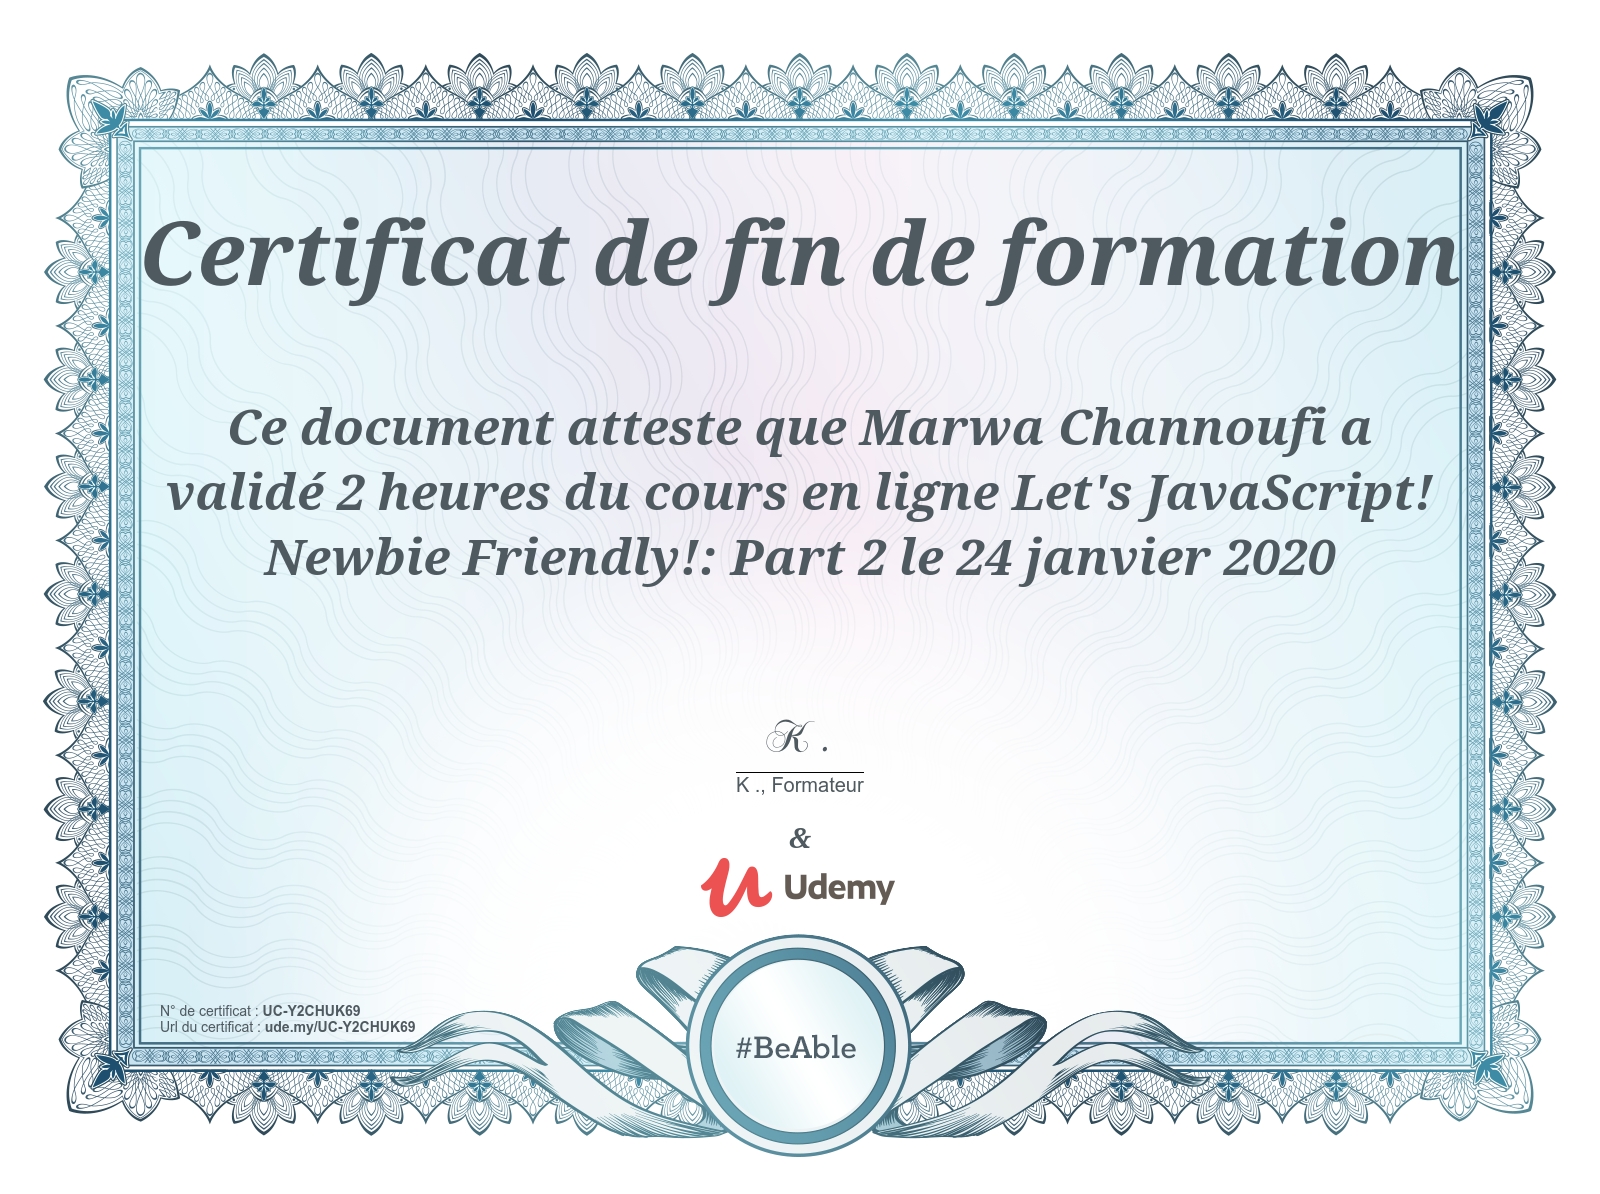 Certificat de fin de formation
Ce document atteste que Marwa Channoufi a
validé 2 heures du cours en ligne Let's JavaScript!
Newbie Friendly!: Part 2 le 24 janvier 2020
K .
K ., Formateur
&
Udemy
N° de certificat : UC-Y2CHUK69
Url du certificat : ude.my/UC-Y2CHUK69
#BeAble